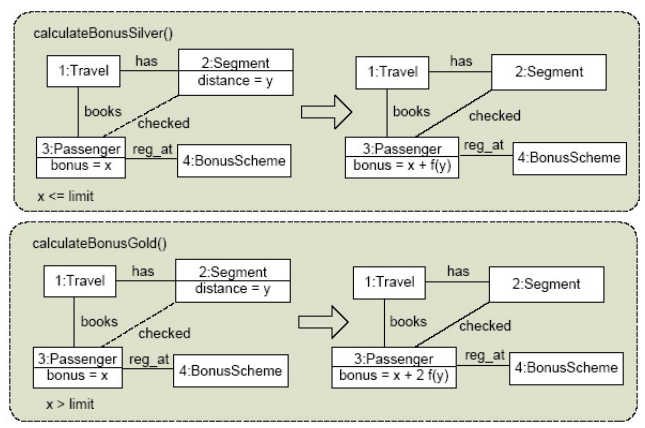 calculateBonusSilver()
1:Travel
has
2:Segment
distance = y
books
checked
3:Passenger
bonus = x
reg_at
4:BonusScheme
x <= limit
1:Travel
has
2:Segment
books
checked
3:Passenger
bonus = x + f(y)
reg_at
4:BonusScheme
calculateBonusGold()
1:Travel
has
2:Segment
distance = y
books
checked
3:Passenger
bonus = x
reg_at
4:BonusScheme
x > limit
1:Travel
has
2:Segment
books
checked
3:Passenger
bonus = x + 2 f(y)
reg_at
4:BonusScheme